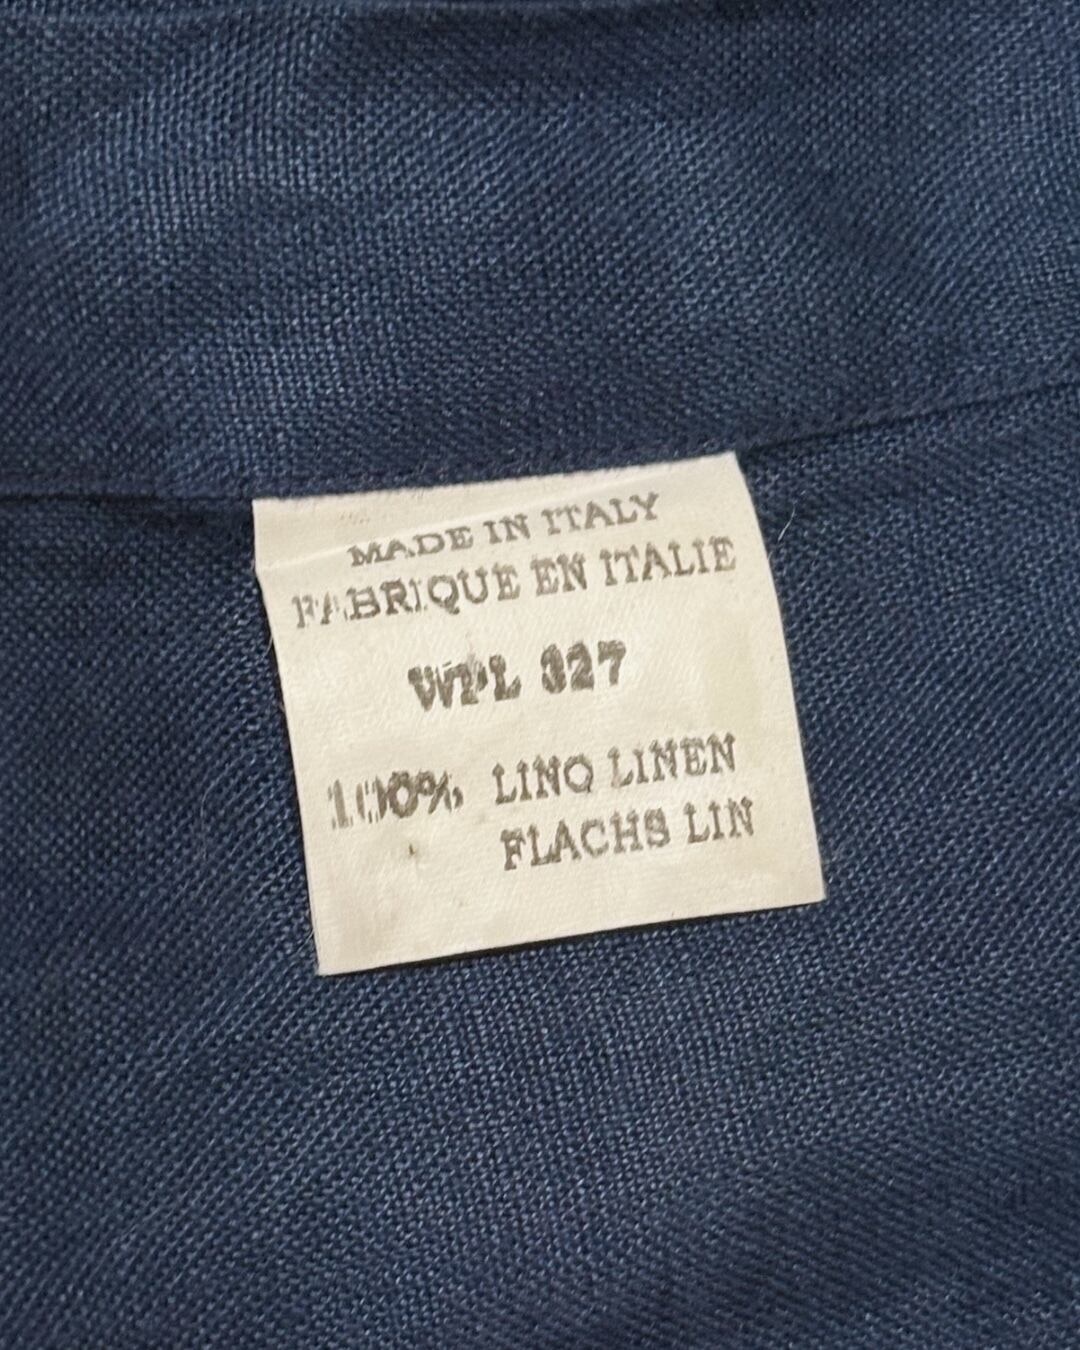 MADE IN ITALY
FABRIQUE EN ITALIE
WPL 327
100% LINO LINEN
FLACHS LIN